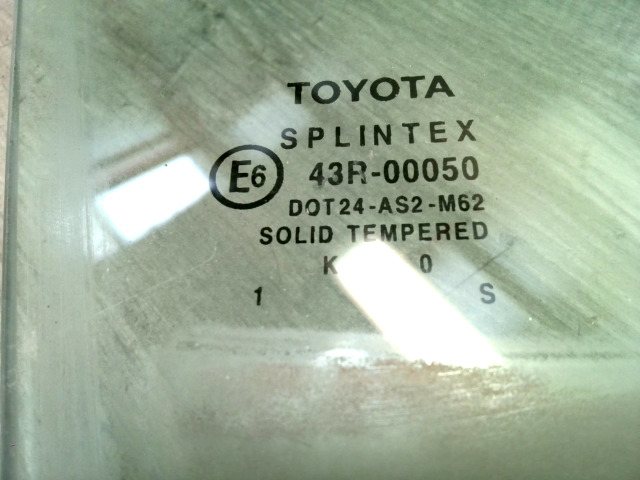 TOYOTA
SPLINTEX
E6 43R-00050
DOT24-AS2-M62
SOLID TEMPERED
K 0
1 S